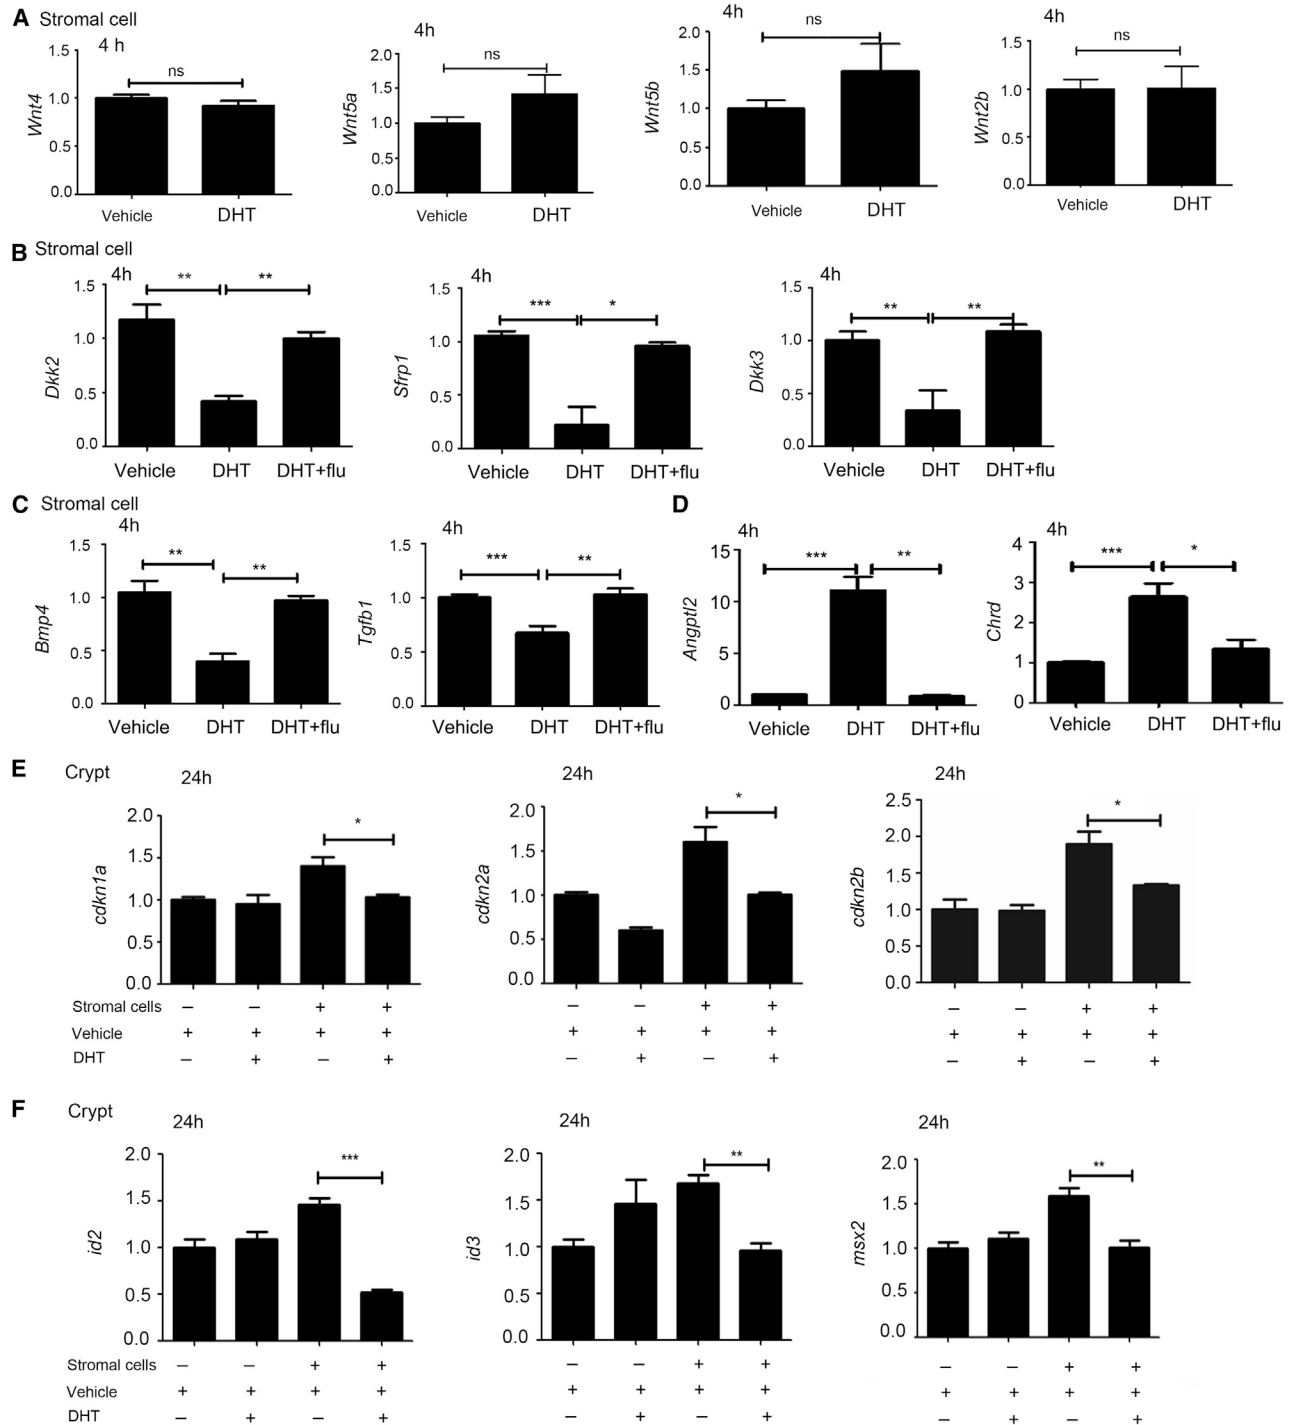 A Stromal cell
4 h
ns
Wnt4
1.5
1.0
0.5
0.0
Vehicle DHT
4h
ns
Wnt5a
2.0
1.5
1.0
0.5
0.0
Vehicle DHT
4h
ns
Wnt5b
2.0
1.5
1.0
0.5
0.0
Vehicle DHT
4h
ns
Wnt2b
1.5
1.0
0.5
0.0
Vehicle DHT
B Stromal cell
4h
** **
Dkk2
1.5
1.0
0.5
0.0
Vehicle DHT DHT+flu
4h
*** *
Sfrp1
1.5
1.0
0.5
0.0
Vehicle DHT DHT+flu
4h
** **
Dkk3
1.5
1.0
0.5
0.0
Vehicle DHT DHT+flu
C Stromal cell
4h
** **
Bmp4
1.5
1.0
0.5
0.0
Vehicle DHT DHT+flu
4h
*** **
Tgfb1
1.5
1.0
0.5
0.0
Vehicle DHT DHT+flu
D
4h
*** **
Angptl2
15
10
5
0
Vehicle DHT DHT+flu
4h
*** *
Chrd
4
3
2
1
0
Vehicle DHT DHT+flu
E Crypt
24h
*
cdkn1a
2.0
1.5
1.0
0.5
0.0
Stromal cells – – + +
Vehicle + + + +
DHT – + – +
24h
*
cdkn2a
2.0
1.5
1.0
0.5
0.0
– – + +
+ + + +
– + – +
24h
*
cdkn2b
2.5
2.0
1.5
1.0
0.5
0.0
– – + +
+ + + +
– + – +
F Crypt
24h
***
id2
2.0
1.5
1.0
0.5
0.0
Stromal cells – – + +
Vehicle + + + +
DHT – + – +
24h
**
id3
2.0
1.5
1.0
0.5
0.0
– – + +
+ + + +
– + – +
24h
**
msx2
2.0
1.5
1.0
0.5
0.0
– – + +
+ + + +
– + – +